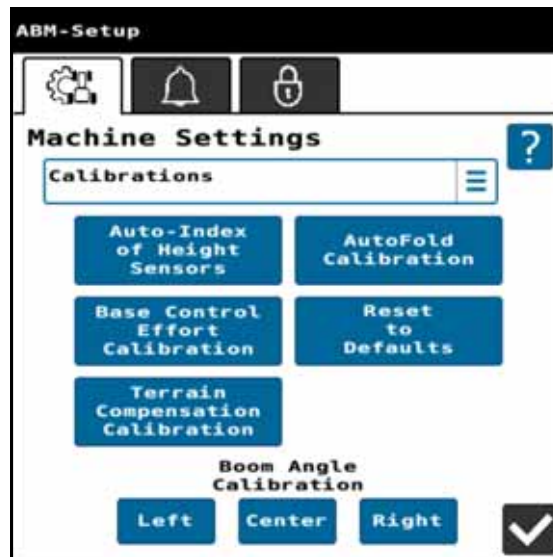 ABM-Setup
Machine Settings
?
Calibrations
Auto-Index
of Height
Sensors
AutoFold
Calibration
Base Control
Effort
Calibration
Reset
to
Defaults
Terrain
Compensation
Calibration
Boom Angle
Calibration
Left
Center
Right